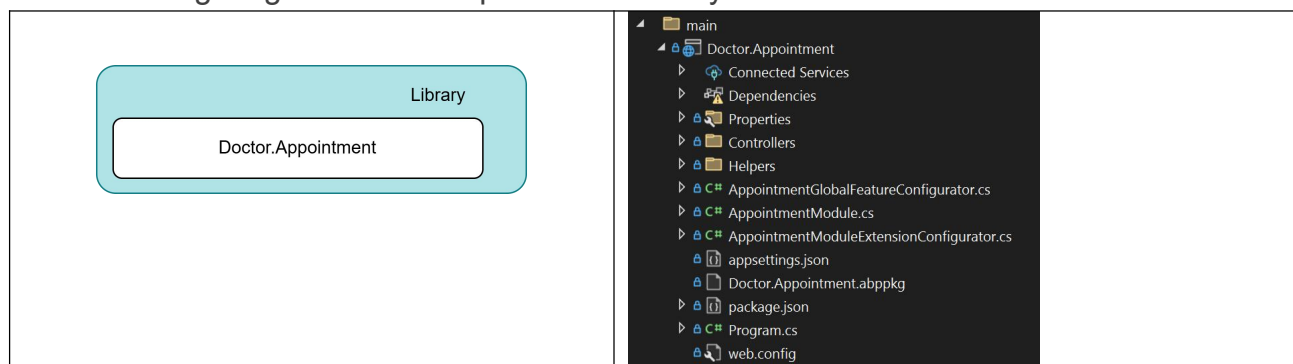 Library
Doctor.Appointment
main
Doctor.Appointment
Connected Services
Dependencies
Properties
Controllers
Helpers
C# AppointmentGlobalFeatureConfigurator.cs
C# AppointmentModule.cs
C# AppointmentModuleExtensionConfigurator.cs
appsettings.json
Doctor.Appointment.abppkg
package.json
C# Program.cs
web.config